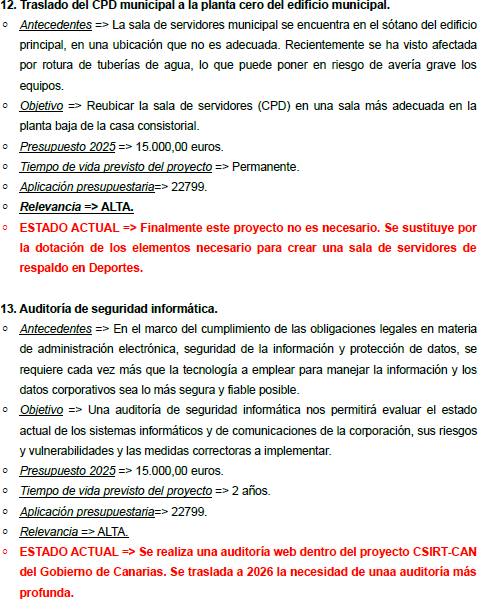 12. Traslado del CPD municipal a la planta cero del edificio municipal.
○ Antecedentes => La sala de servidores municipal se encuentra en el sótano del edificio
principal, en una ubicación que no es adecuada. Recientemente se ha visto afectada
por rotura de tuberías de agua, lo que puede poner en riesgo de avería grave los
equipos.
○ Objetivo => Reubicar la sala de servidores (CPD) en una sala más adecuada en la
planta baja de la casa consistorial.
○ Presupuesto 2025 => 15.000,00 euros.
○ Tiempo de vida previsto del proyecto => Permanente.
○ Aplicación presupuestaria=> 22799.
○ Relevancia => ALTA.
○ ESTADO ACTUAL => Finalmente este proyecto no es necesario. Se sustituye por
la dotación de los elementos necesario para crear una sala de servidores de
respaldo en Deportes.
13. Auditoría de seguridad informática.
○ Antecedentes => En el marco del cumplimiento de las obligaciones legales en materia
de administración electrónica, seguridad de la información y protección de datos, se
requiere cada vez más que la tecnología a emplear para manejar la información y los
datos corporativos sea lo más segura y fiable posible.
○ Objetivo => Una auditoría de seguridad informática nos permitirá evaluar el estado
actual de los sistemas informáticos y de comunicaciones de la corporación, sus riesgos
y vulnerabilidades y las medidas correctoras a implementar.
○ Presupuesto 2025 => 15.000,00 euros.
○ Tiempo de vida previsto del proyecto => 2 años.
○ Aplicación presupuestaria=> 22799.
○ Relevancia => ALTA.
○ ESTADO ACTUAL => Se realiza una auditoría web dentro del proyecto CSIRT-CAN
del Gobierno de Canarias. Se traslada a 2026 la necesidad de unaa auditoría más
profunda.